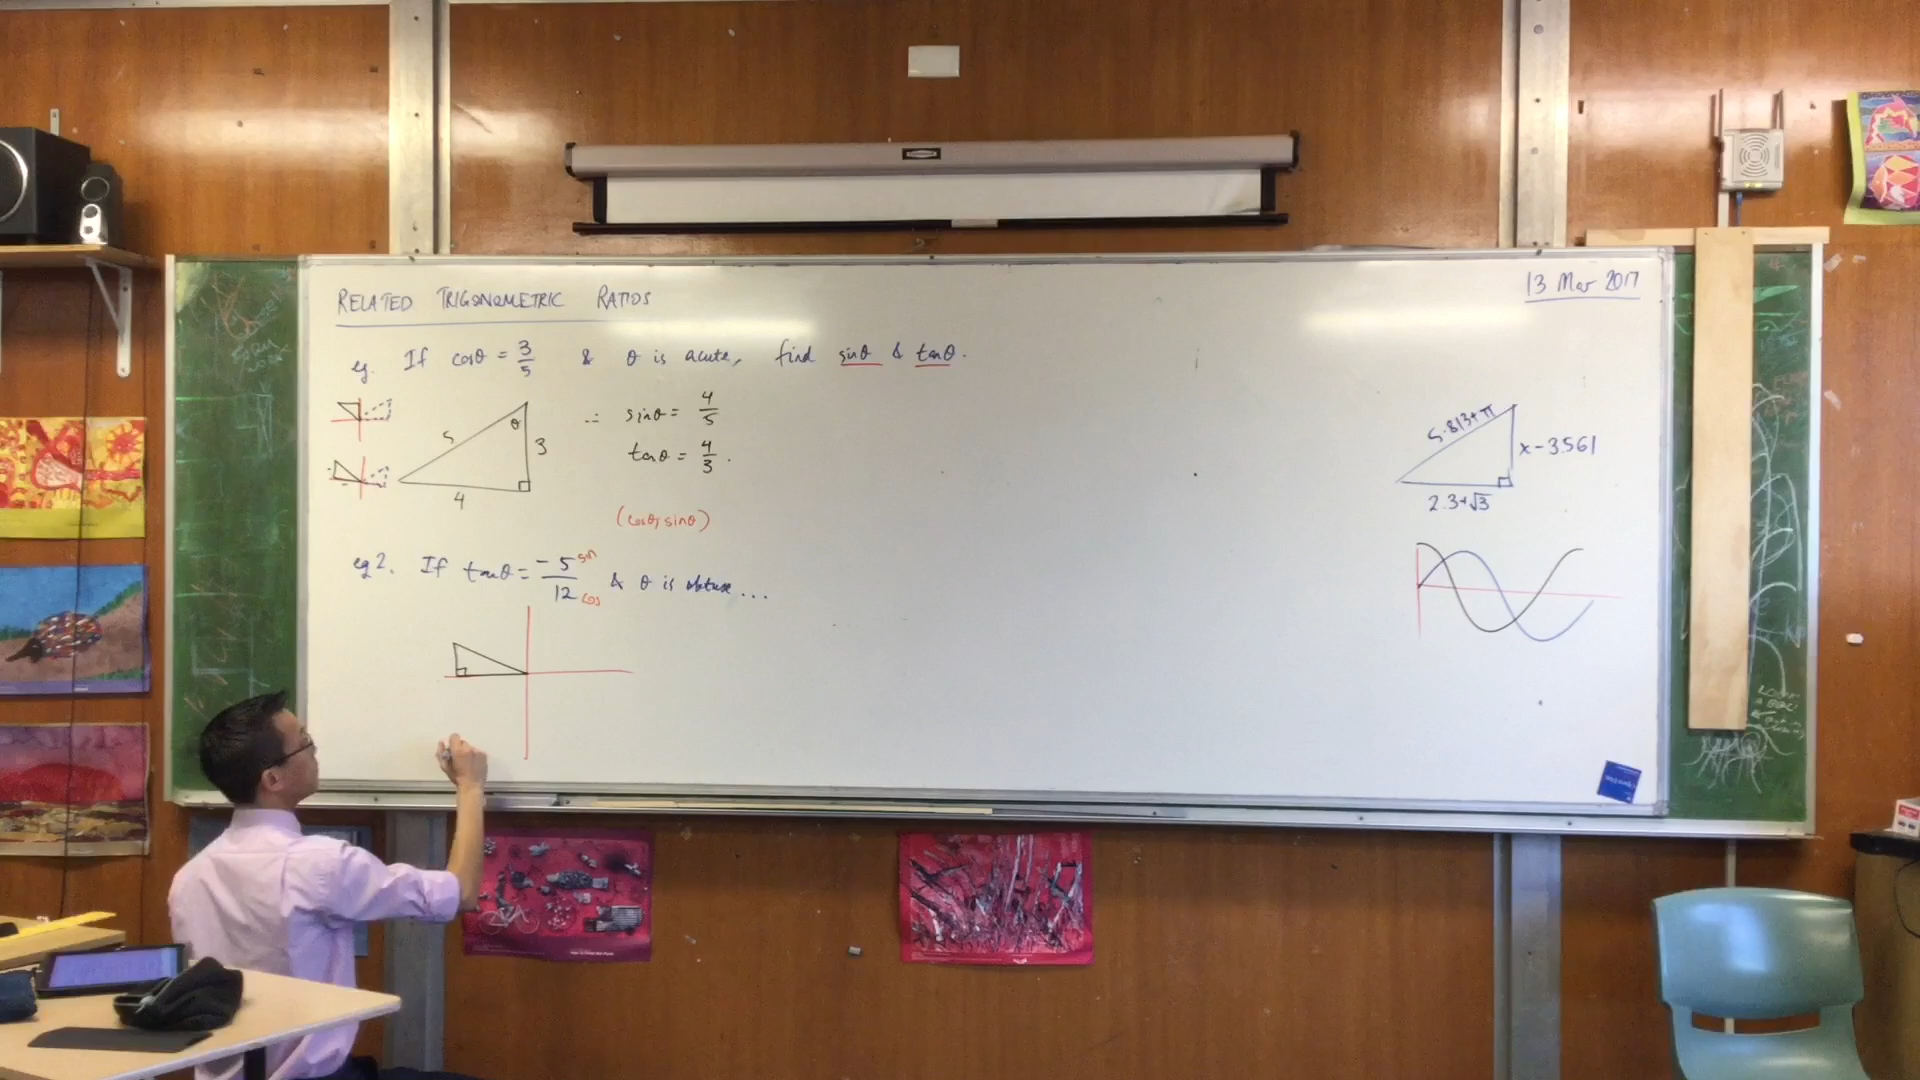 RELATED TRIGONOMETRIC RATIOS
13 Mar 2017
eg. If cosθ = 3/5 & θ is acute, find sinθ & tanθ.
5
θ
3
4
∴ sinθ = 4/5
tanθ = 4/3.
(cosθ, sinθ)
eg 2. If tanθ = -5/12 & θ is obtuse...
sin
cos
5.813+π
x-3.561
2.3+√3